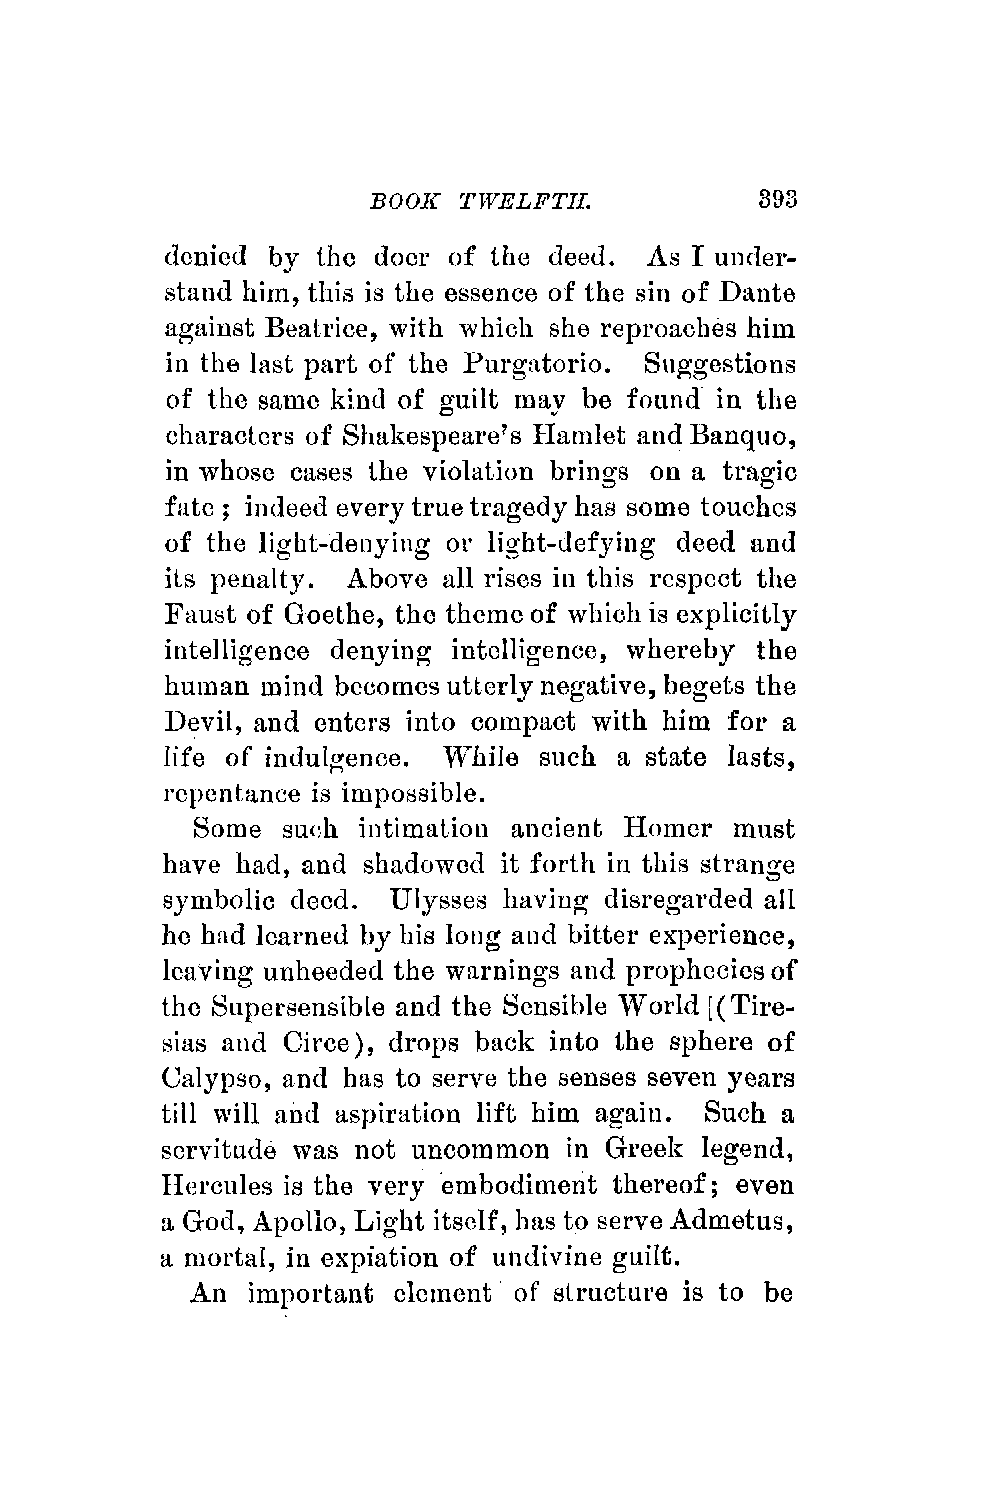 BOOK TWELFTH. 393
denied by the doer of the deed. As I under-
stand him, this is the essence of the sin of Dante
against Beatrice, with which she reproaches him
in the last part of the Purgatorio. Suggestions
of the same kind of guilt may be found in the
characters of Shakespeare's Hamlet and Banquo,
in whose cases the violation brings on a tragic
fate ; indeed every true tragedy has some touches
of the light-denying or light-defying deed and
its penalty. Above all rises in this respect the
Faust of Goethe, the theme of which is explicitly
intelligence denying intelligence, whereby the
human mind becomes utterly negative, begets the
Devil, and enters into compact with him for a
life of indulgence. While such a state lasts,
repentance is impossible.
Some such intimation ancient Homer must
have had, and shadowed it forth in this strange
symbolic deed. Ulysses having disregarded all
he had learned by his long and bitter experience,
leaving unheeded the warnings and prophecies of
the Supersensible and the Sensible World [(Tire-
sias and Circe), drops back into the sphere of
Calypso, and has to serve the senses seven years
till will and aspiration lift him again. Such a
servitude was not uncommon in Greek legend,
Hercules is the very embodiment thereof; even
a God, Apollo, Light itself, has to serve Admetus,
a mortal, in expiation of undivine guilt.
An important element of structure is to be